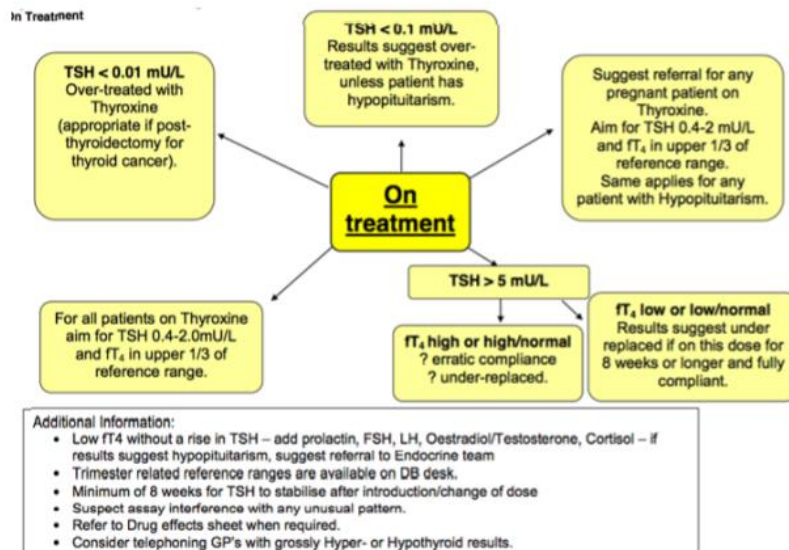 In Treatment
TSH < 0.01 mU/L
Over-treated with
Thyroxine
(appropriate if post-
thyroidectomy for
thyroid cancer).
TSH < 0.1 mU/L
Results suggest over-
treated with Thyroxine,
unless patient has
hypopituitarism.
Suggest referral for any
pregnant patient on
Thyroxine.
Aim for TSH 0.4-2 mU/L
and fT₄ in upper 1/3 of
reference range.
Same applies for any
patient with Hypopituitarism.
On
treatment
TSH > 5 mU/L
For all patients on Thyroxine
aim for TSH 0.4-2.0mU/L
and fT₄ in upper 1/3 of
reference range.
fT₄ high or high/normal
? erratic compliance
? under-replaced.
fT₄ low or low/normal
Results suggest under
replaced if on this dose for
8 weeks or longer and fully
compliant.
Additional Information:
• Low fT4 without a rise in TSH – add prolactin, FSH, LH, Oestradiol/Testosterone, Cortisol – if
results suggest hypopituitarism, suggest referral to Endocrine team
• Trimester related reference ranges are available on DB desk.
• Minimum of 8 weeks for TSH to stabilise after introduction/change of dose
• Suspect assay interference with any unusual pattern.
• Refer to Drug effects sheet when required.
• Consider telephoning GP's with grossly Hyper- or Hypothyroid results.